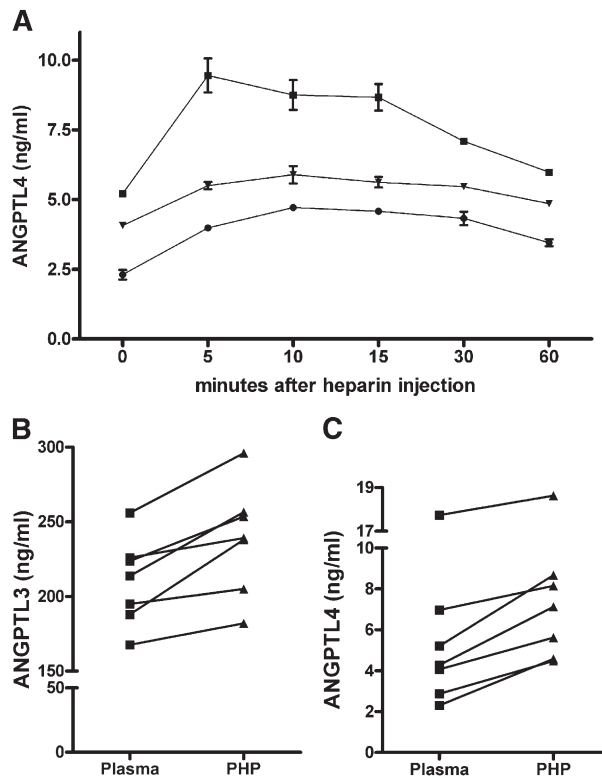 A
ANGPTL4 (ng/ml)
10.0
7.5
5.0
2.5
0.0
0 5 10 15 30 60
minutes after heparin injection
B
ANGPTL3 (ng/ml)
300
250
200
150
50
0
Plasma PHP
C
ANGPTL4 (ng/ml)
19
17
10
8
6
4
2
0
Plasma PHP